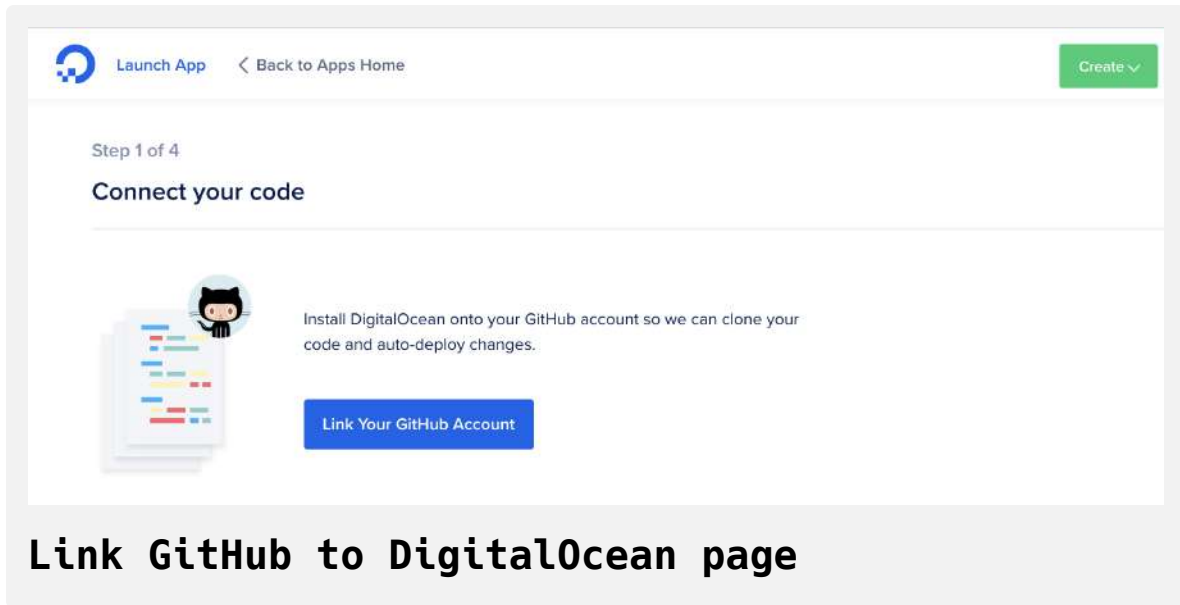 Launch App
Back to Apps Home
Create
Step 1 of 4
Connect your code
Install DigitalOcean onto your GitHub account so we can clone your
code and auto-deploy changes.
Link Your GitHub Account
Link GitHub to DigitalOcean page